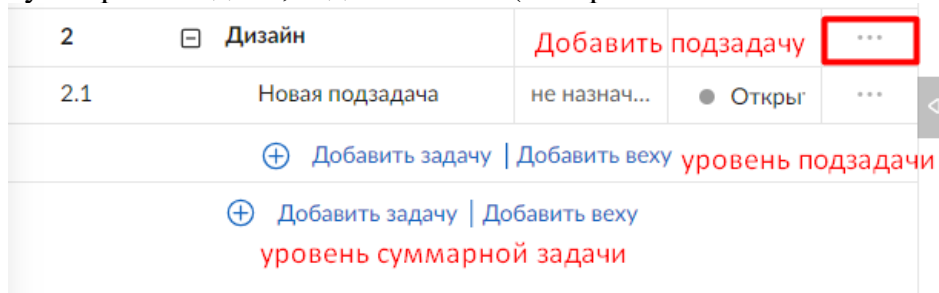 2 Дизайн Добавить подзадачу ...
2.1 Новая подзадача не назнач... Откры ...
Добавить задачу | Добавить веху уровень подзадачи
Добавить задачу | Добавить веху
уровень суммарной задачи